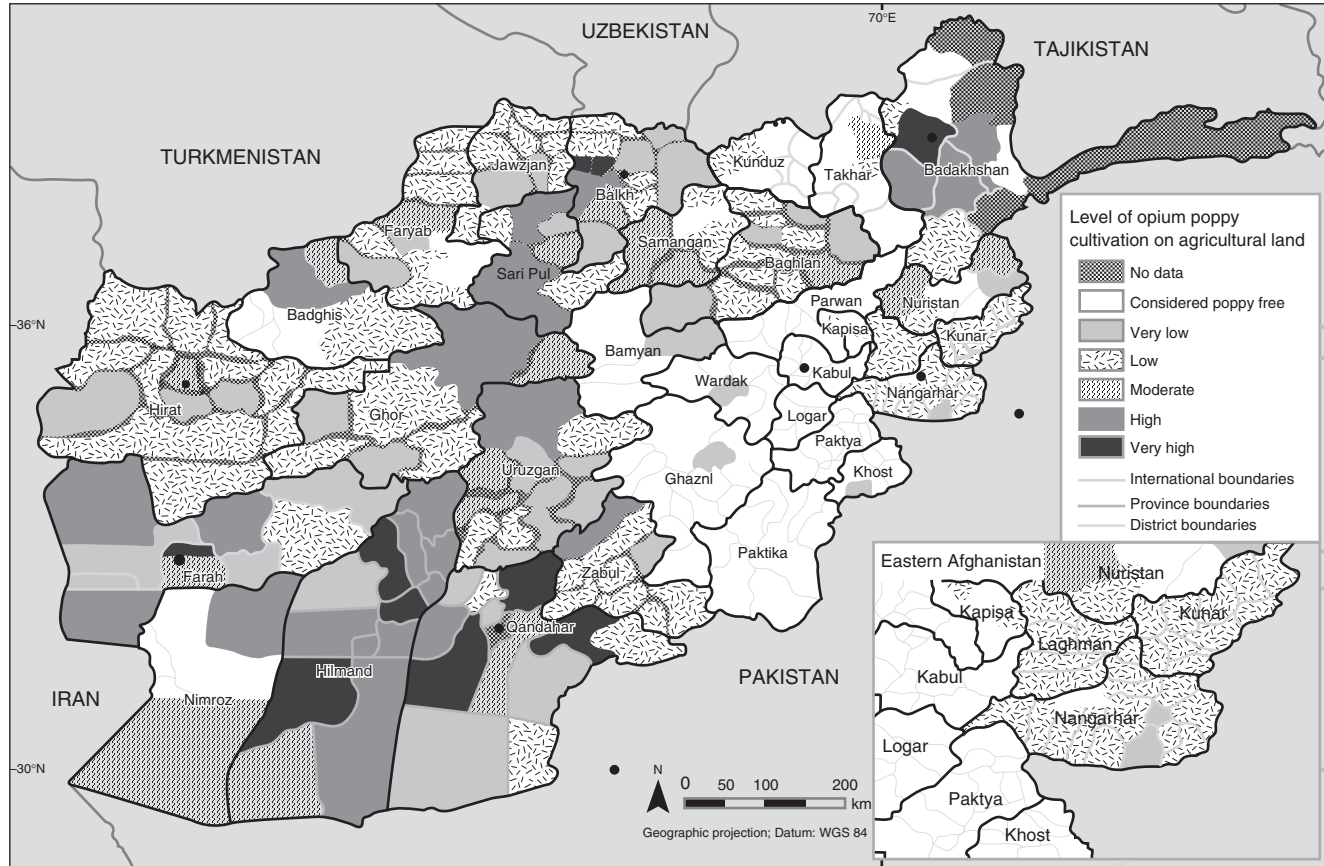 70°E
UZBEKISTAN
TAJIKISTAN
TURKMENISTAN
Jawzjan
Balkh
Kunduz
Takhar
Badakhshan
Faryab
Samangan
Baghlan
Sari Pul
Badghis
Parwan
Nuristan
36°N
Kapisa
Kunar
Bamyan
Wardak
Kabul
Nangarhar
Hirat
Ghor
Logar
Paktya
Uruzgan
Ghaznl
Khost
Paktika
Farah
Zabul
Qandahar
Hilmand
Nimroz
IRAN
PAKISTAN
30°N
Level of opium poppy
cultivation on agricultural land
No data
Considered poppy free
Very low
Low
Moderate
High
Very high
International boundaries
Province boundaries
District boundaries
Eastern Afghanistan
Nuristan
Kapisa
Kunar
Laghman
Kabul
Nangarhar
Logar
Paktya
Khost
N
0 50 100 200
km
Geographic projection; Datum: WGS 84